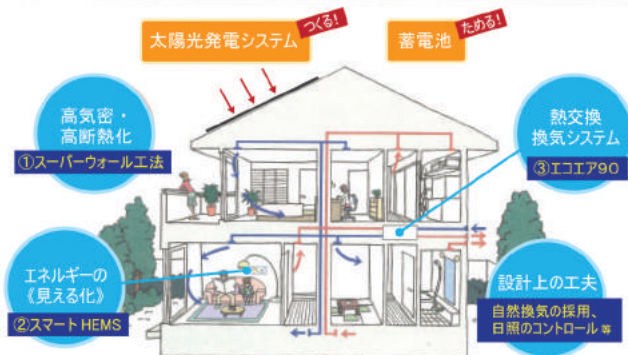 太陽光発電システム
つくる!
蓄電池
ためる!
高気密・
高断熱化
①スーパーウォール工法
熱交換
換気システム
③エコエア90
エネルギーの
《見える化》
②スマートHEMS
設計上の工夫
自然換気の採用、
日照のコントロール 等